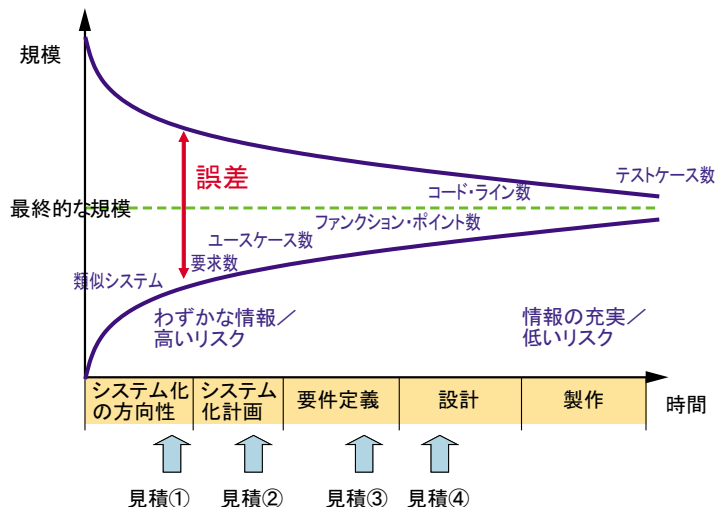 規模
テストケース数
誤差
コード・ライン数
最終的な規模
ファンクション・ポイント数
ユースケース数
要求数
類似システム
わずかな情報／
高いリスク
情報の充実／
低いリスク
システム化
の方向性
システム
化計画
要件定義
設計
製作
時間
見積①
見積②
見積③
見積④